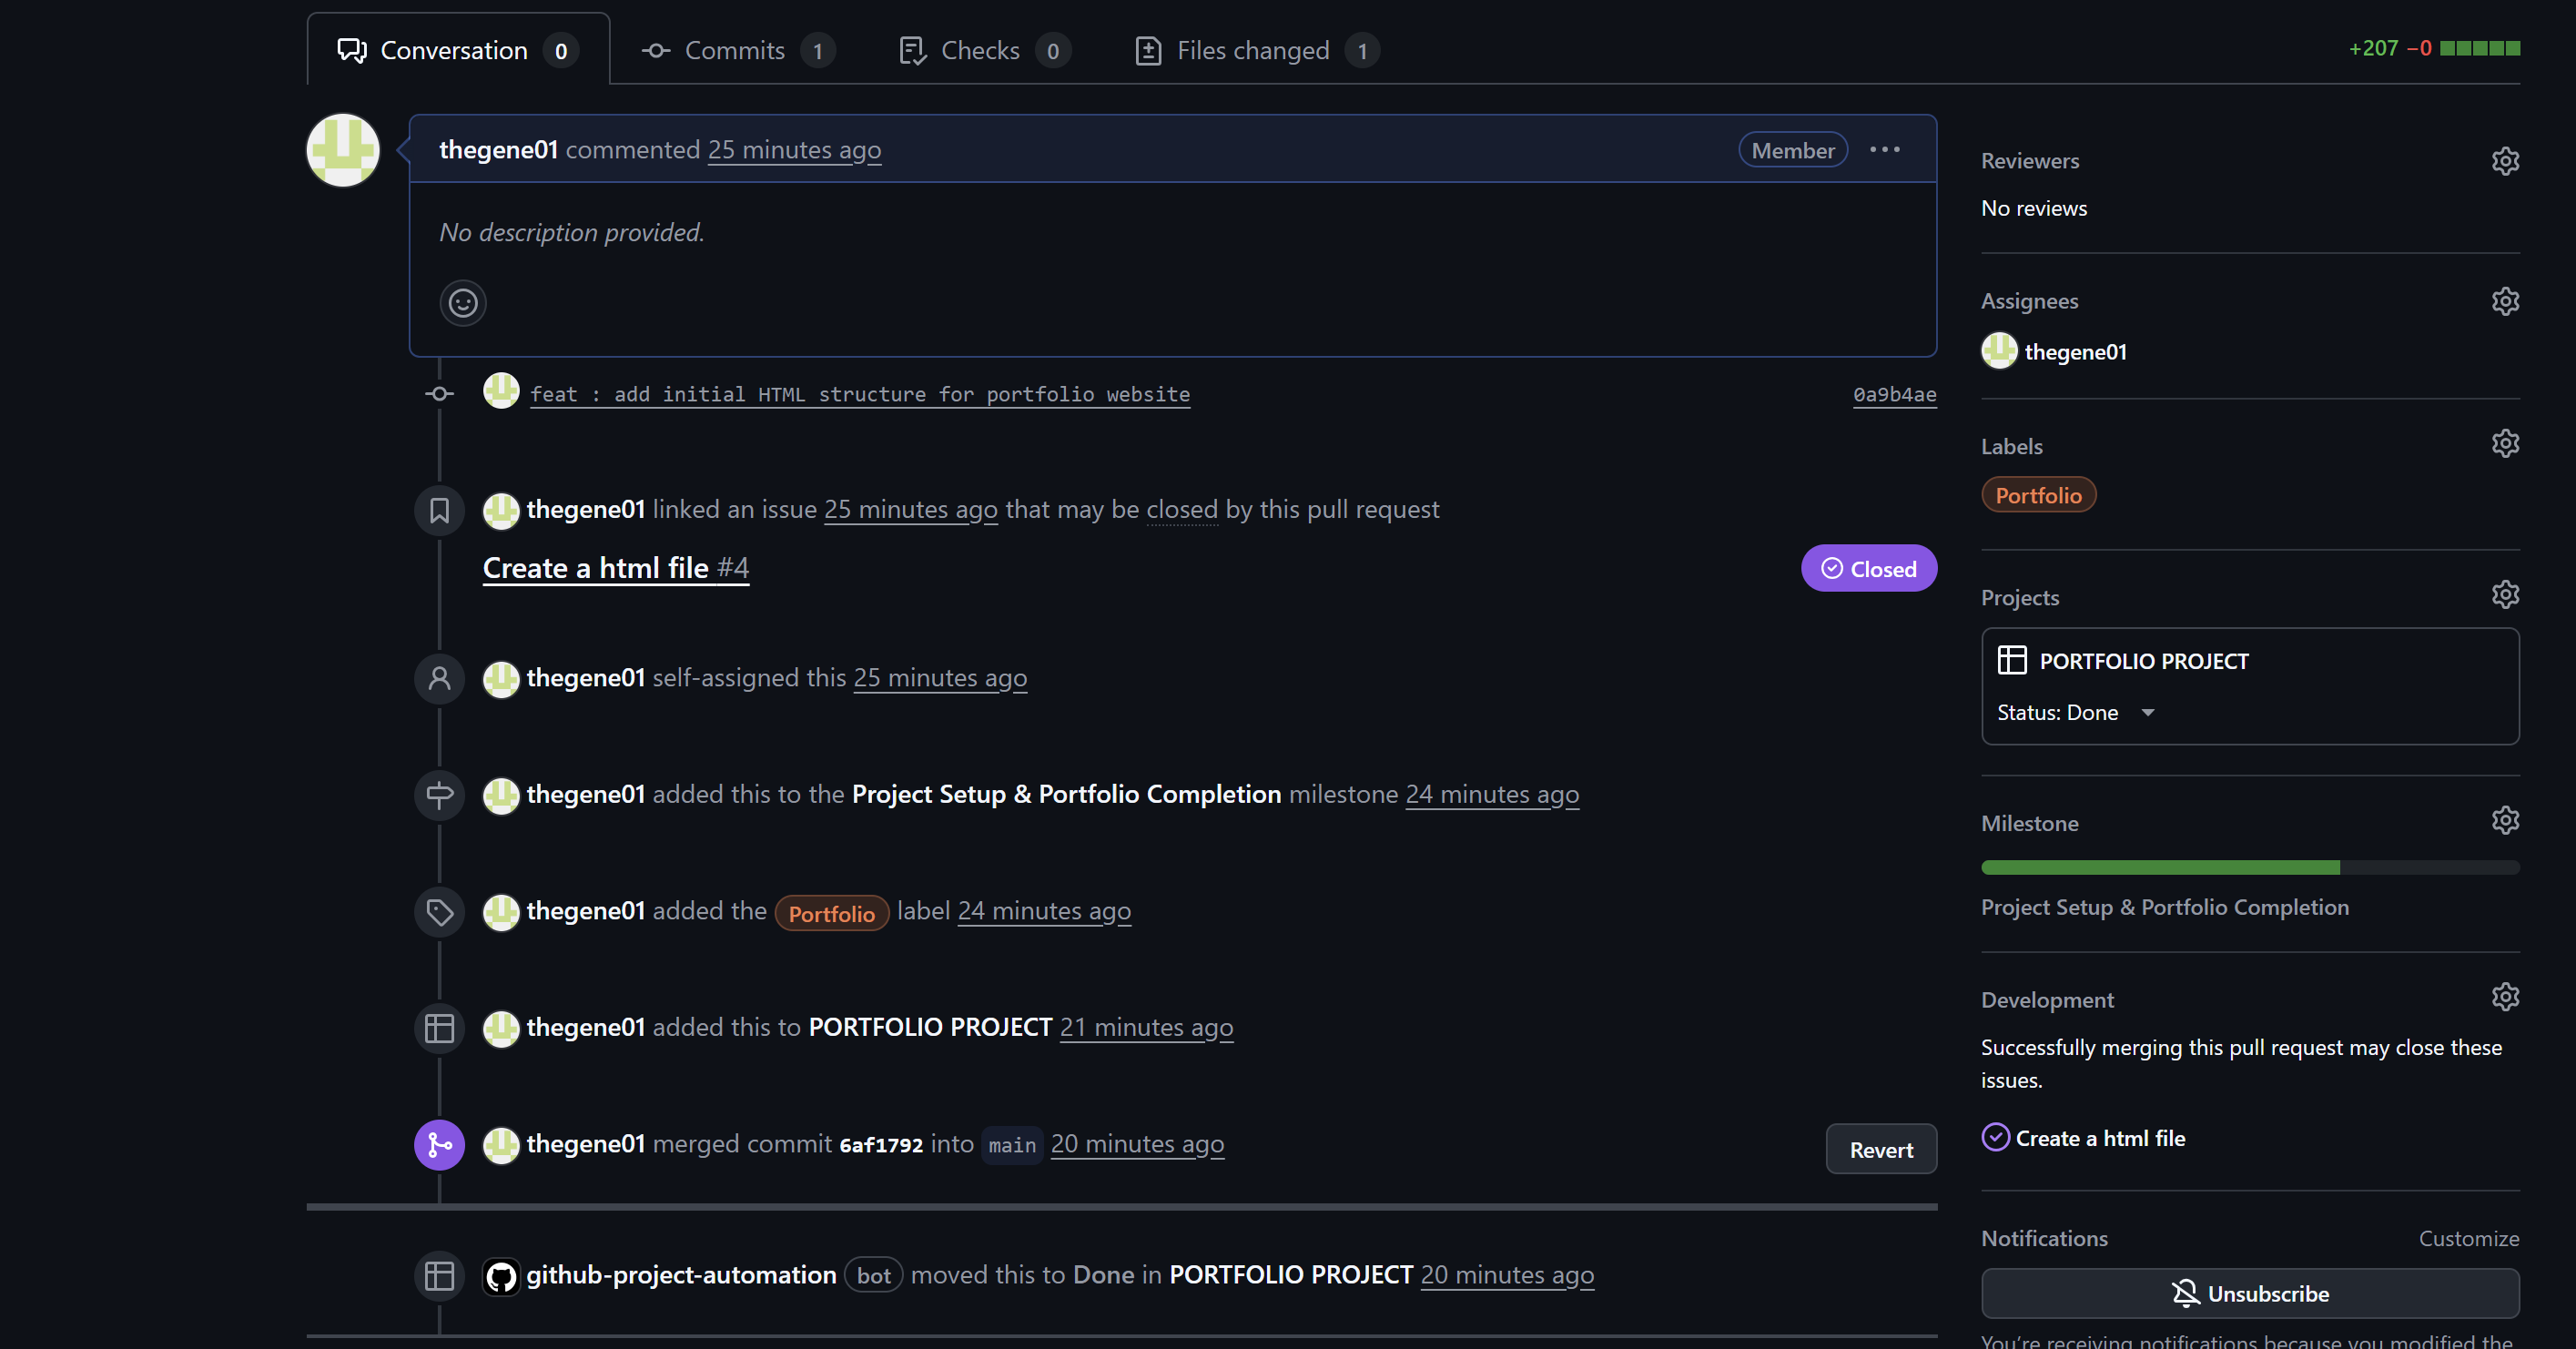 Conversation 0 Commits 1 Checks 0 Files changed 1 +207 −0
thegene01 commented 25 minutes ago Member
No description provided.
feat : add initial HTML structure for portfolio website 0a9b4ae
thegene01 linked an issue 25 minutes ago that may be closed by this pull request
Create a html file #4 Closed
thegene01 self-assigned this 25 minutes ago
thegene01 added this to the Project Setup & Portfolio Completion milestone 24 minutes ago
thegene01 added the Portfolio label 24 minutes ago
thegene01 added this to PORTFOLIO PROJECT 21 minutes ago
thegene01 merged commit 6af1792 into main 20 minutes ago Revert
github-project-automation bot moved this to Done in PORTFOLIO PROJECT 20 minutes ago
Reviewers
No reviews
Assignees
thegene01
Labels
Portfolio
Projects
PORTFOLIO PROJECT
Status: Done
Milestone
Project Setup & Portfolio Completion
Development
Successfully merging this pull request may close these
issues.
Create a html file
Notifications Customize
Unsubscribe
You're receiving notifications because you modified the